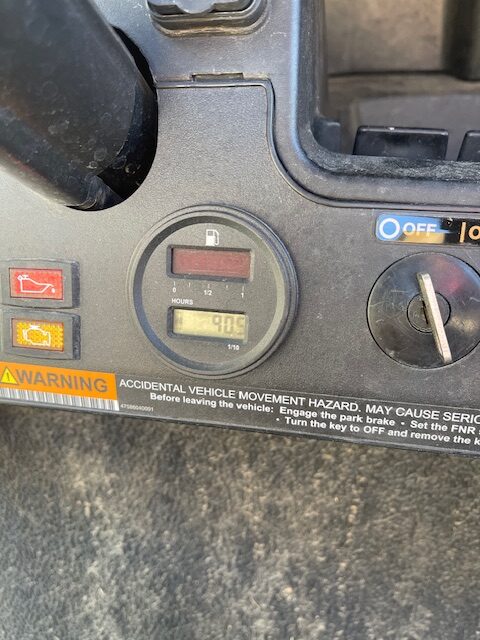 OFF
0 1/2 1
HOURS
905
1/10
WARNING
ACCIDENTAL VEHICLE MOVEMENT HAZARD. MAY CAUSE SERIO
Before leaving the vehicle: Engage the park brake • Set the FNR
• Turn the key to OFF and remove the k
47586040001